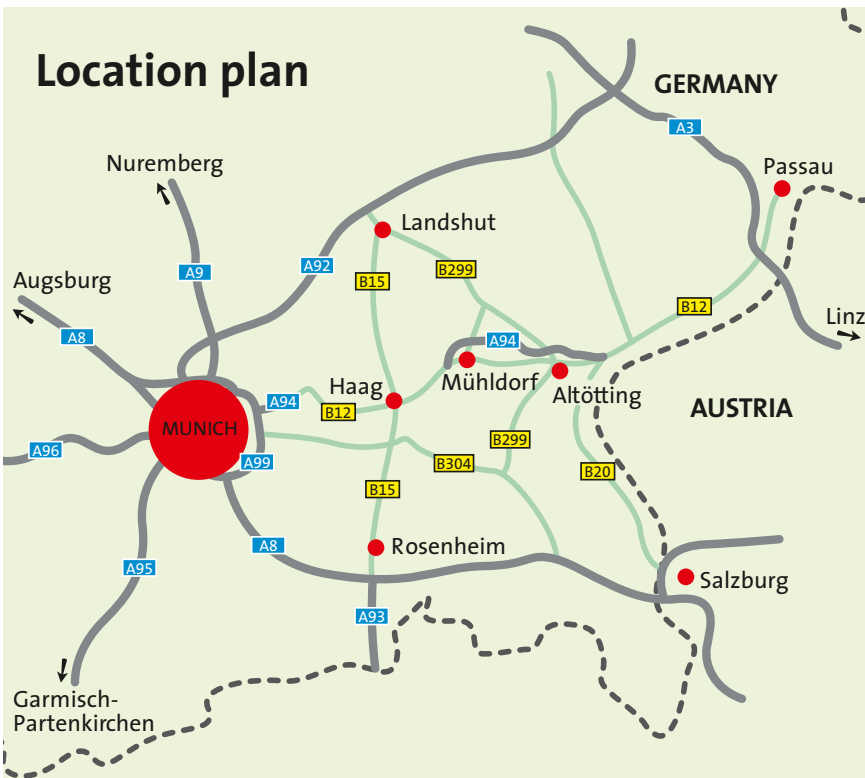 Location plan
GERMANY
A3
Nuremberg
Passau
Landshut
A92
B299
A9
B15
Augsburg
B12
Linz
A8
A94
Haag
Mühldorf
Altötting
A94
B12
AUSTRIA
MUNICH
B299
A96
A99
B304
B20
B15
A8
Rosenheim
A95
Salzburg
A93
Garmisch-
Partenkirchen